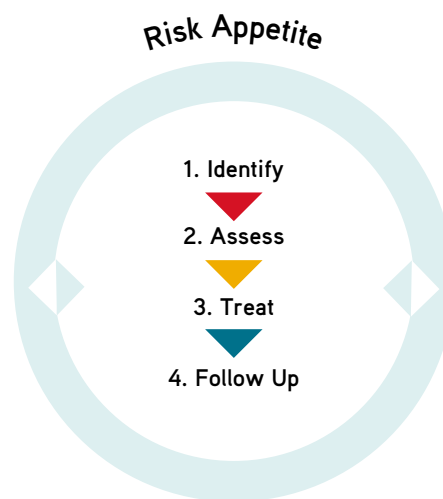 Risk Appetite
1. Identify
2. Assess
3. Treat
4. Follow Up